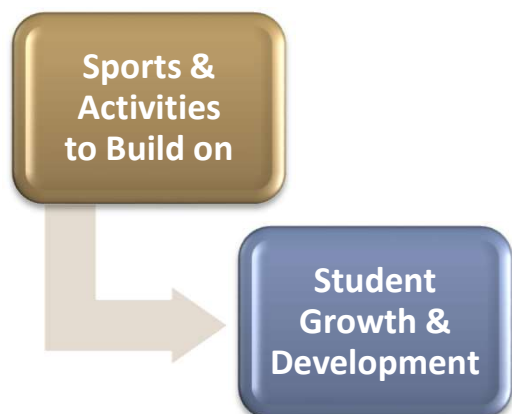 Sports &
Activities
to Build on
Student
Growth &
Development